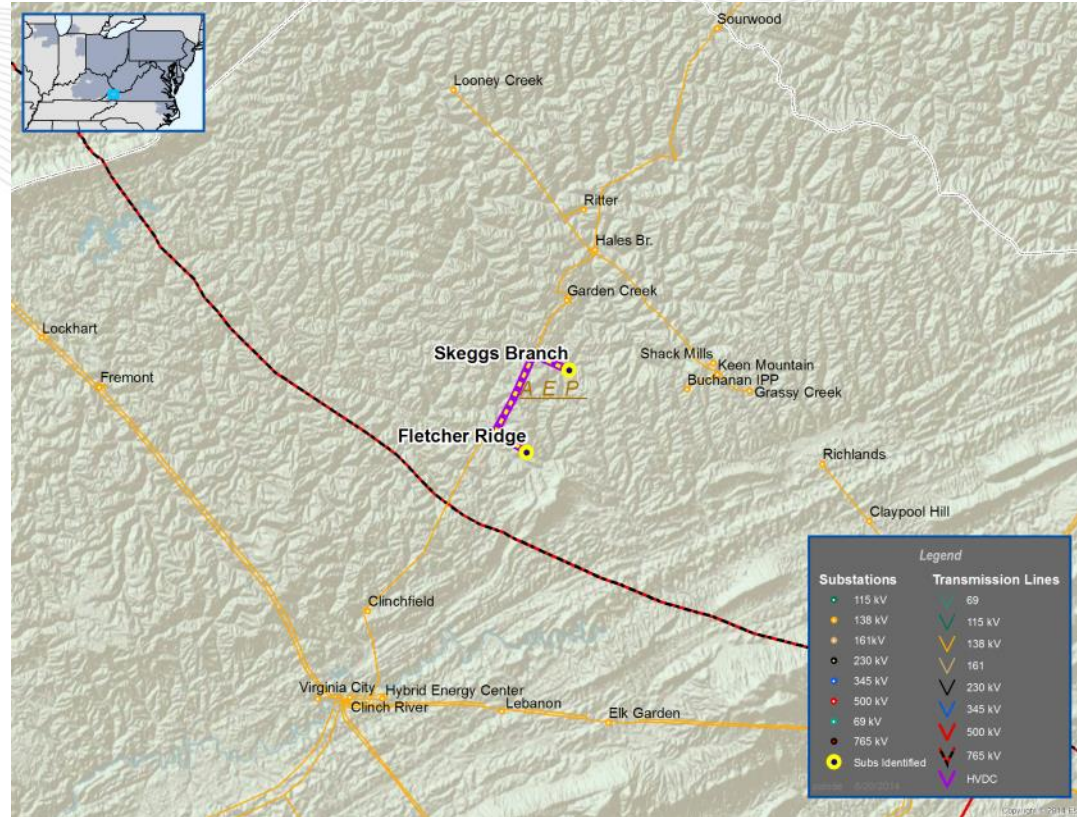 Sourwood
Looney Creek
Ritter
Hales Br.
Garden Creek
Lockhart
Skeggs Branch
Shack Mills
Keen Mountain
Fremont
Buchanan IPP
A E P
Grassy Creek
Fletcher Ridge
Richlands
Claypool Hill
Clinchfield
Virginia City
Hybrid Energy Center
Clinch River
Lebanon
Elk Garden
Legend
Substations
115 kV
138 kV
161kV
230 kV
345 kV
500 kV
69 kV
765 kV
Subs Identified
Transmission Lines
69
115 kV
138 kV
161
230 kV
345 kV
500 kV
765 kV
HVDC